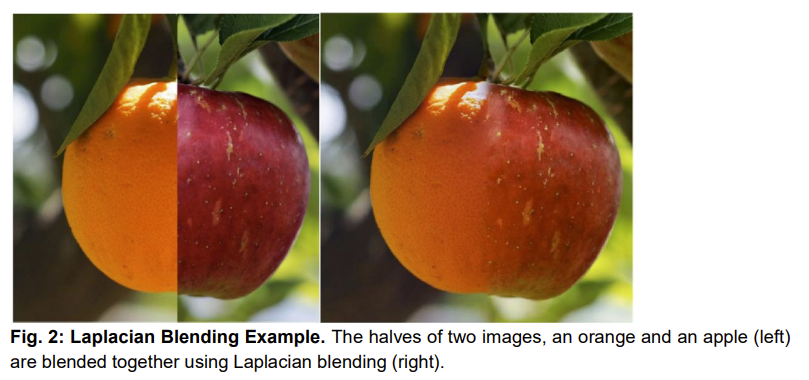 Fig. 2: Laplacian Blending Example. The halves of two images, an orange and an apple (left)
are blended together using Laplacian blending (right).